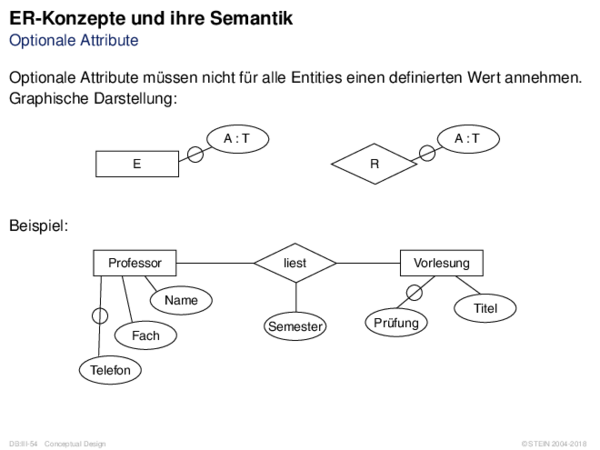 ER-Konzepte und ihre Semantik
Optionale Attribute
Optionale Attribute müssen nicht für alle Entities einen definierten Wert annehmen.
Graphische Darstellung:
A : T
A : T
E
R
Beispiel:
Professor
liest
Vorlesung
Name
Titel
Semester
Prüfung
Fach
Telefon
DB:III-54 Conceptual Design
© STEIN 2004-2018